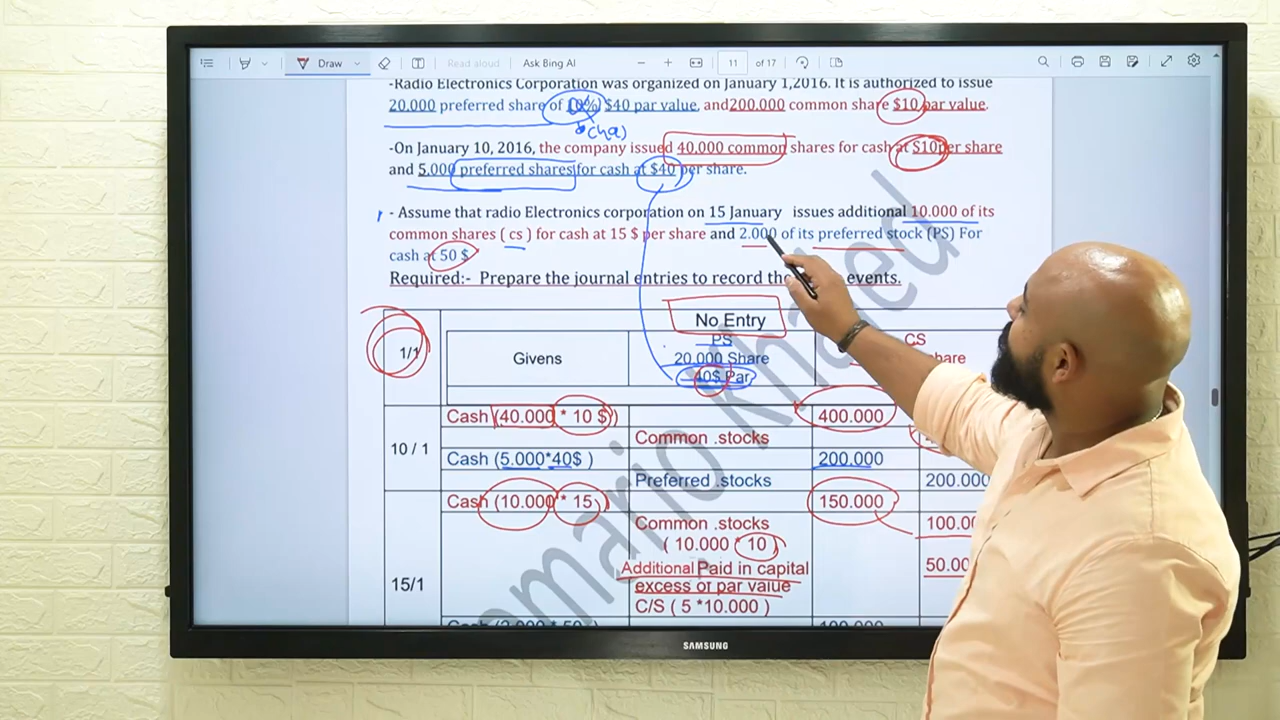 Draw
Read aloud
Ask Bing AI
11 of 17
-Radio Electronics Corporation was organized on January 1,2016. It is authorized to issue
20.000 preferred share of $40 par value, and200.000 common share $10 par value.
-On January 10, 2016, the company issued 40.000 common shares for cash at $10per share
and 5.000 preferred shares for cash at $40 per share.
- Assume that radio Electronics corporation on 15 January issues additional 10.000 of its
common shares ( cs ) for cash at 15 $ per share and 2.000 of its preferred stock (PS) For
cash at 50 $
Required:- Prepare the journal entries to record the events.
No Entry
1/1
Givens
PS
20.000 Share
40$ Par
CS
share
10 / 1
Cash (40.000 * 10 $)
400.000
Common .stocks
Cash (5.000*40$ )
200.000
Preferred .stocks
200.000
15/1
Cash (10.000 * 15 )
150.000
Common .stocks
( 10.000 * 10 )
100.00
Additional Paid in capital
excess or par value
C/S ( 5 *10.000 )
50.00
100.000
mario khaled
SAMSUNG